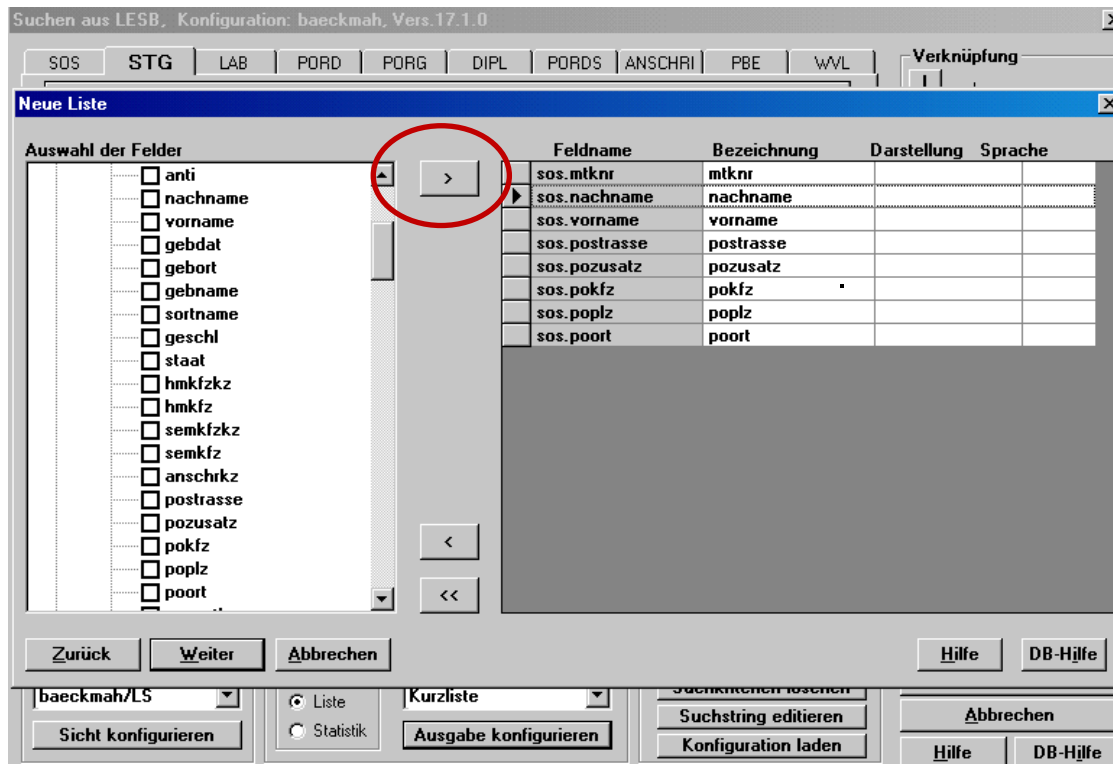 Suchen aus LESB, Konfiguration: baeckmah, Vers.17.1.0
SOS STG LAB PORD PORG DIPL PORDS ANSCHRI PBE WVL
Verknüpfung
Neue Liste
Auswahl der Felder
anti
nachname
vorname
gebdat
gebort
gebname
sortname
geschl
staat
hmkfzkz
hmkfz
semkfzkz
semkfz
anschrkz
postrasse
pozusatz
pokfz
poplz
poort
>
<
<<
Feldname Bezeichnung Darstellung Sprache
sos.mtknr mtknr
sos.nachname nachname
sos.vorname vorname
sos.postrasse postrasse
sos.pozusatz pozusatz
sos.pokfz pokfz
sos.poplz poplz
sos.poort poort
Zurück Weiter Abbrechen Hilfe DB-Hilfe
baeckmah/LS
Sicht konfigurieren
Liste
Statistik
Kurzliste
Ausgabe konfigurieren
Suchkriterien löschen
Suchstring editieren
Konfiguration laden
Abbrechen
Hilfe DB-Hilfe